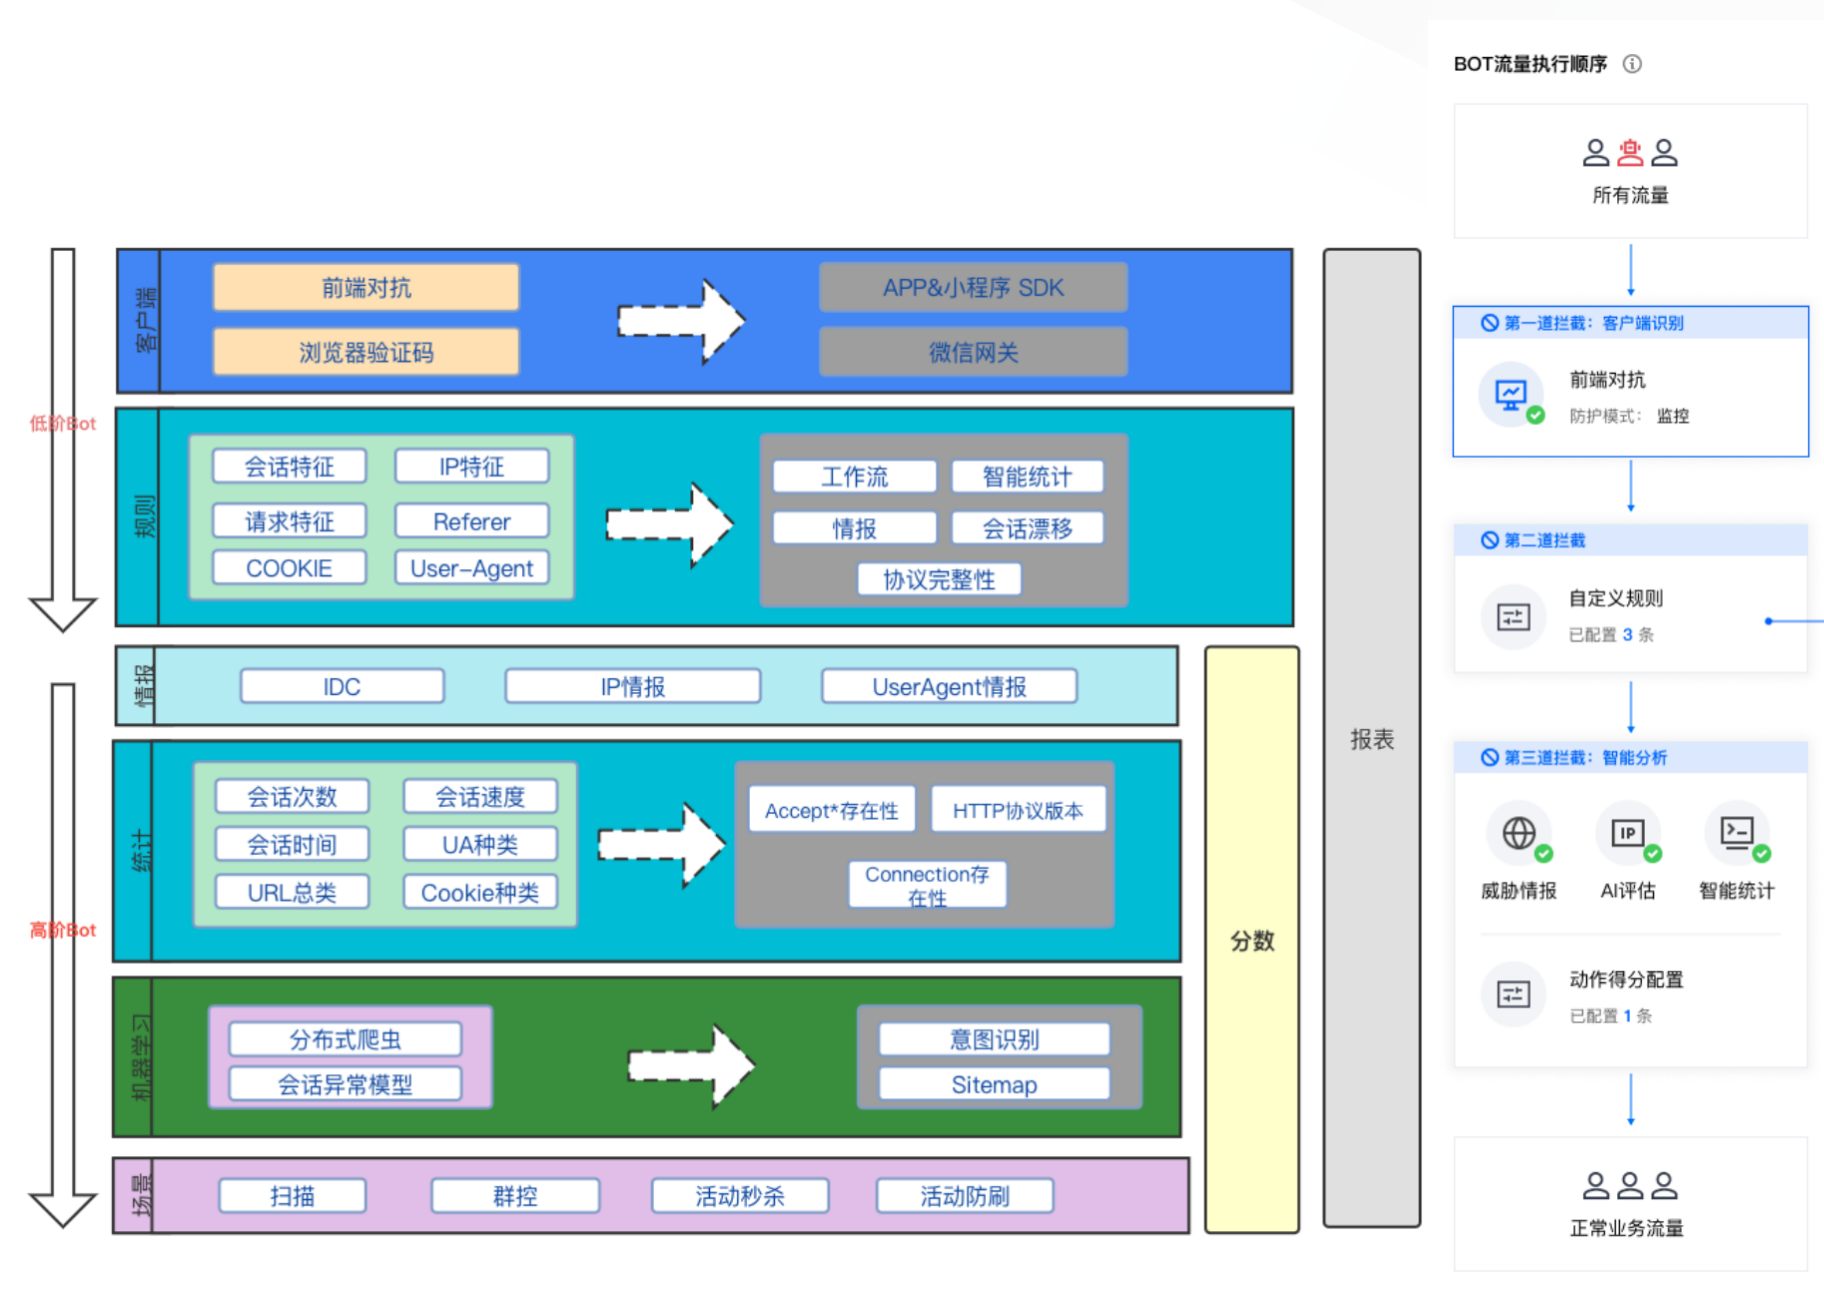 低阶Bot
高阶Bot
客户端
前端对抗
浏览器验证码
APP&小程序 SDK
微信网关
规则
会话特征
IP特征
请求特征
Referer
COOKIE
User-Agent
工作流
智能统计
情报
会话漂移
协议完整性
情报
IDC
IP情报
UserAgent情报
统计
会话次数
会话速度
会话时间
UA种类
URL总类
Cookie种类
Accept*存在性
HTTP协议版本
Connection存
在性
机器学习
分布式爬虫
会话异常模型
意图识别
Sitemap
场景
扫描
群控
活动秒杀
活动防刷
分数
报表
BOT流量执行顺序
所有流量
第一道拦截：客户端识别
前端对抗
防护模式： 监控
第二道拦截
自定义规则
已配置 3 条
第三道拦截：智能分析
IP
威胁情报
AI评估
智能统计
动作得分配置
已配置 1 条
正常业务流量